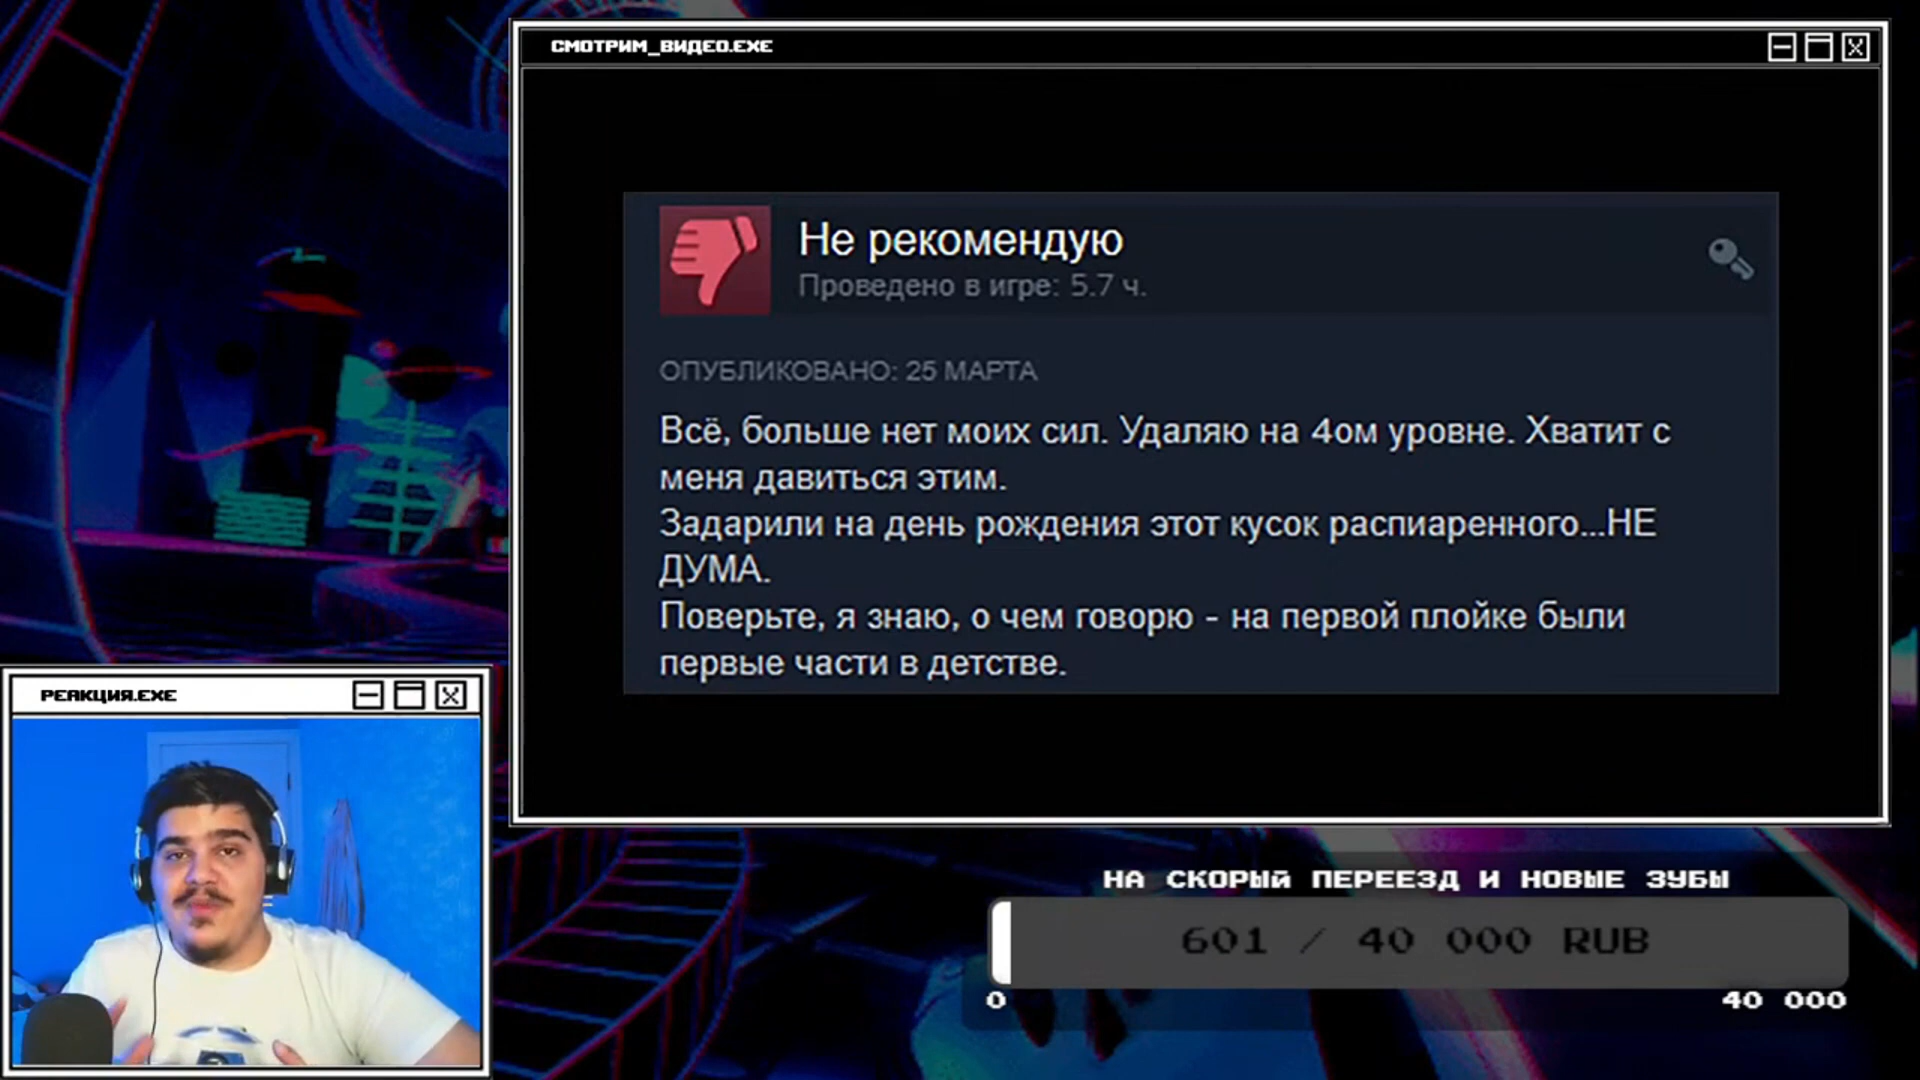 СМОТРИМ_ВИДЕО.EXE
Не рекомендую
Проведено в игре: 5.7 ч.
ОПУБЛИКОВАНО: 25 МАРТА
Всё, больше нет моих сил. Удаляю на 4ом уровне. Хватит с
меня давиться этим.
Задарили на день рождения этот кусок распиаренного...НЕ
ДУМА.
Поверьте, я знаю, о чем говорю - на первой плойке были
первые части в детстве.
РЕАКЦИЯ.EXE
НА СКОРЫЙ ПЕРЕЕЗД И НОВЫЕ ЗУБЫ
601 / 40 000 RUB
0
40 000